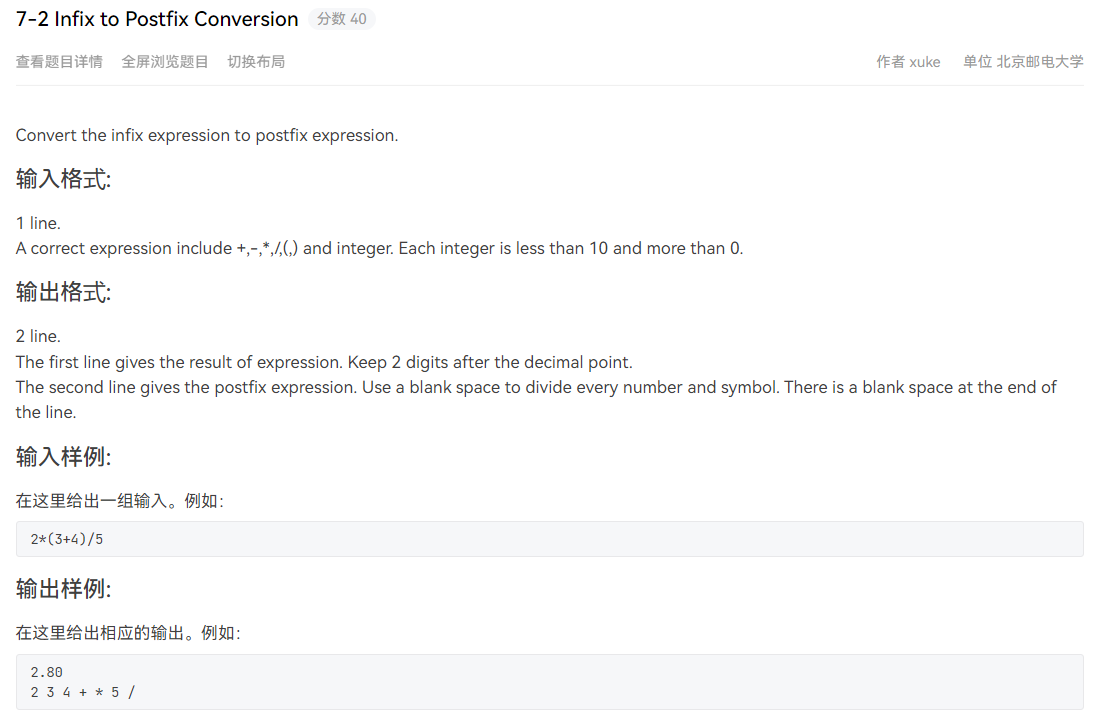 7-2 Infix to Postfix Conversion 分数 40
查看题目详情 全屏浏览题目 切换布局 作者 xuke 单位 北京邮电大学
Convert the infix expression to postfix expression.
输入格式:
1 line.
A correct expression include +,-,*,/,(,) and integer. Each integer is less than 10 and more than 0.
输出格式:
2 line.
The first line gives the result of expression. Keep 2 digits after the decimal point.
The second line gives the postfix expression. Use a blank space to divide every number and symbol. There is a blank space at the end of
the line.
输入样例:
在这里给出一组输入。例如:
2*(3+4)/5
输出样例:
在这里给出相应的输出。例如:
2.80
2 3 4 + * 5 /